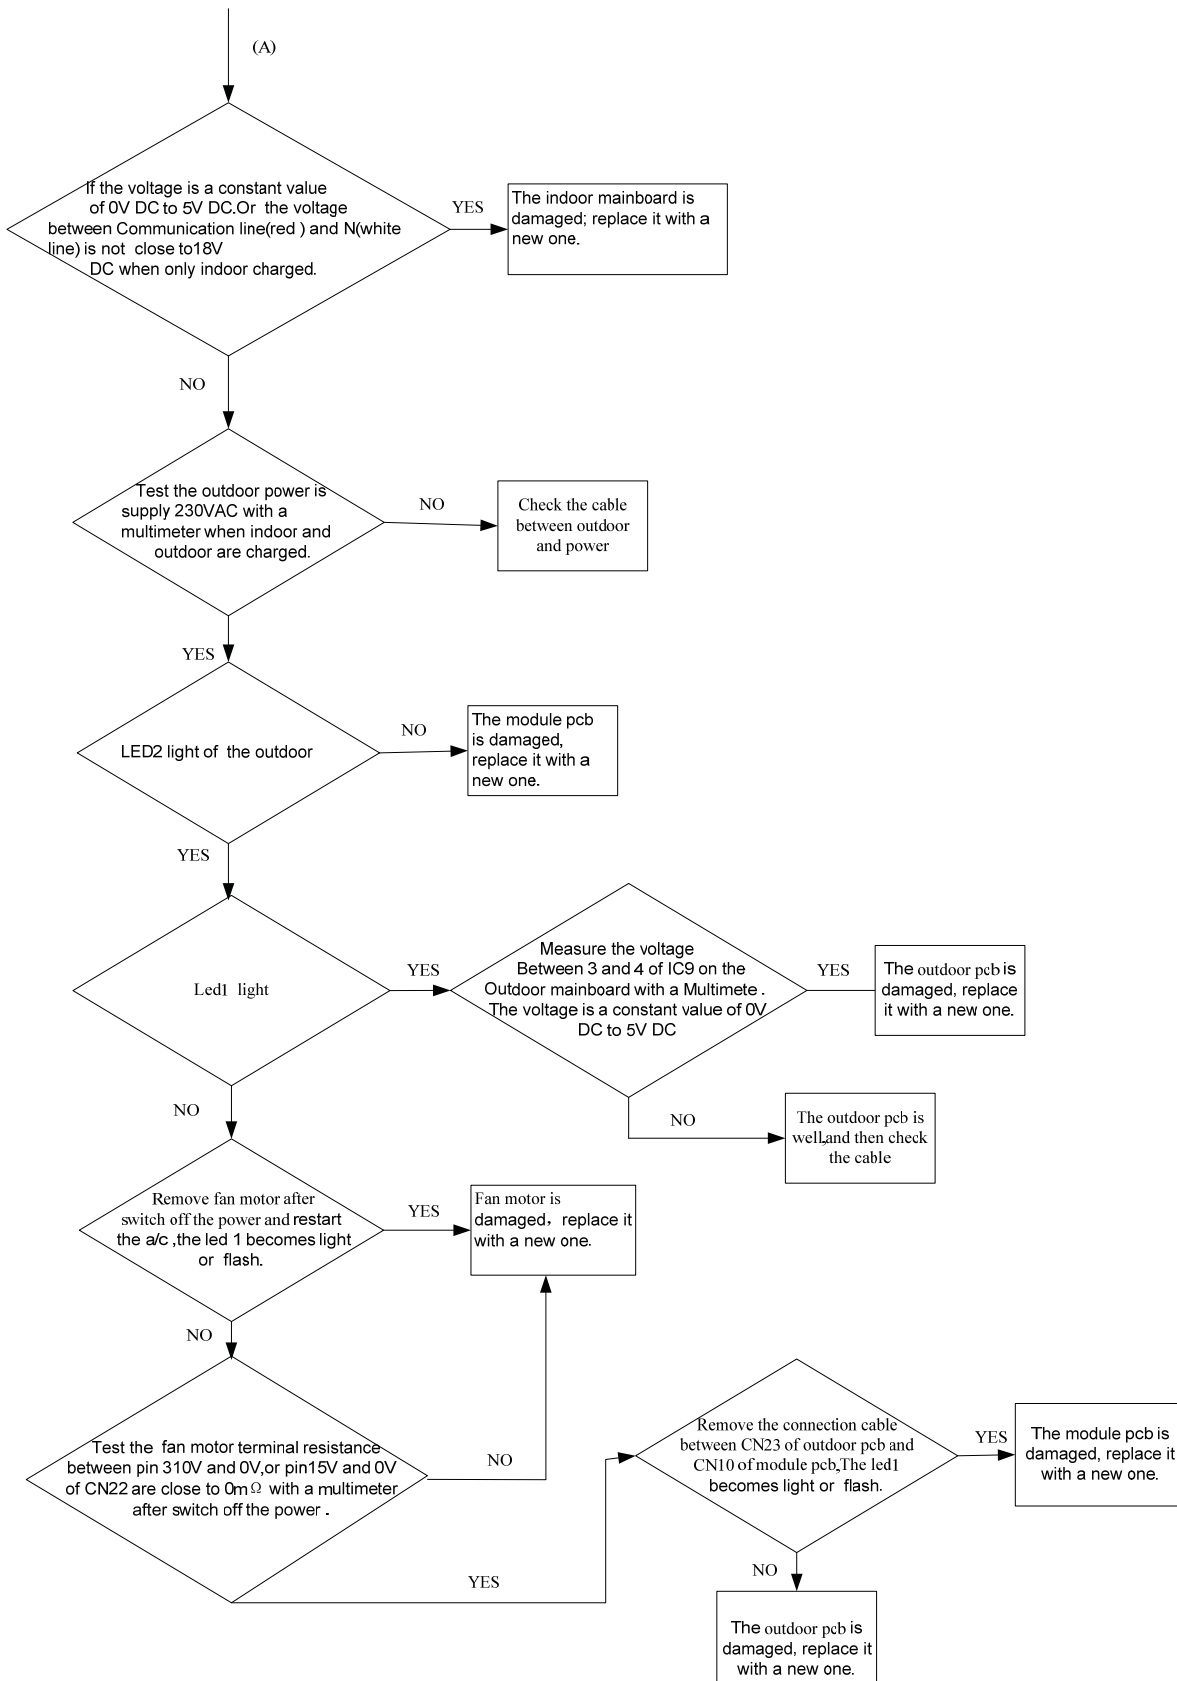 (A)
If the voltage is a constant value
of 0V DC to 5V DC.Or the voltage
between Communication line(red ) and N(white
line) is not close to18V
DC when only indoor charged.
YES
The indoor mainboard is
damaged; replace it with a
new one.
NO
Test the outdoor power is
supply 230VAC with a
multimeter when indoor and
outdoor are charged.
NO
Check the cable
between outdoor
and power
YES
LED2 light of the outdoor
NO
The module pcb
is damaged,
replace it with a
new one.
YES
Led1 light
YES
Measure the voltage
Between 3 and 4 of IC9 on the
Outdoor mainboard with a Multimete .
The voltage is a constant value of 0V
DC to 5V DC
YES
The outdoor pcb is
damaged, replace
it with a new one.
NO
The outdoor pcb is
well,and then check
the cable
NO
Remove fan motor after
switch off the power and restart
the a/c ,the led 1 becomes light
or flash.
YES
Fan motor is
damaged，replace it
with a new one.
NO
Test the fan motor terminal resistance
between pin 310V and 0V,or pin15V and 0V
of CN22 are close to 0mΩ with a multimeter
after switch off the power .
NO
YES
Remove the connection cable
between CN23 of outdoor pcb and
CN10 of module pcb,The led1
becomes light or flash.
YES
The module pcb is
damaged, replace it
with a new one.
NO
The outdoor pcb is
damaged, replace it
with a new one.